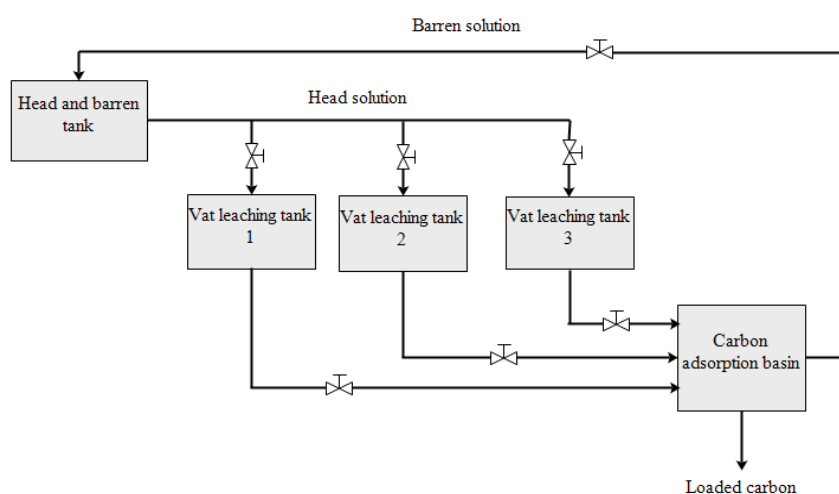 Barren solution
Head and barren
tank
Head solution
Vat leaching tank
1
Vat leaching tank
2
Vat leaching tank
3
Carbon
adsorption basin
Loaded carbon